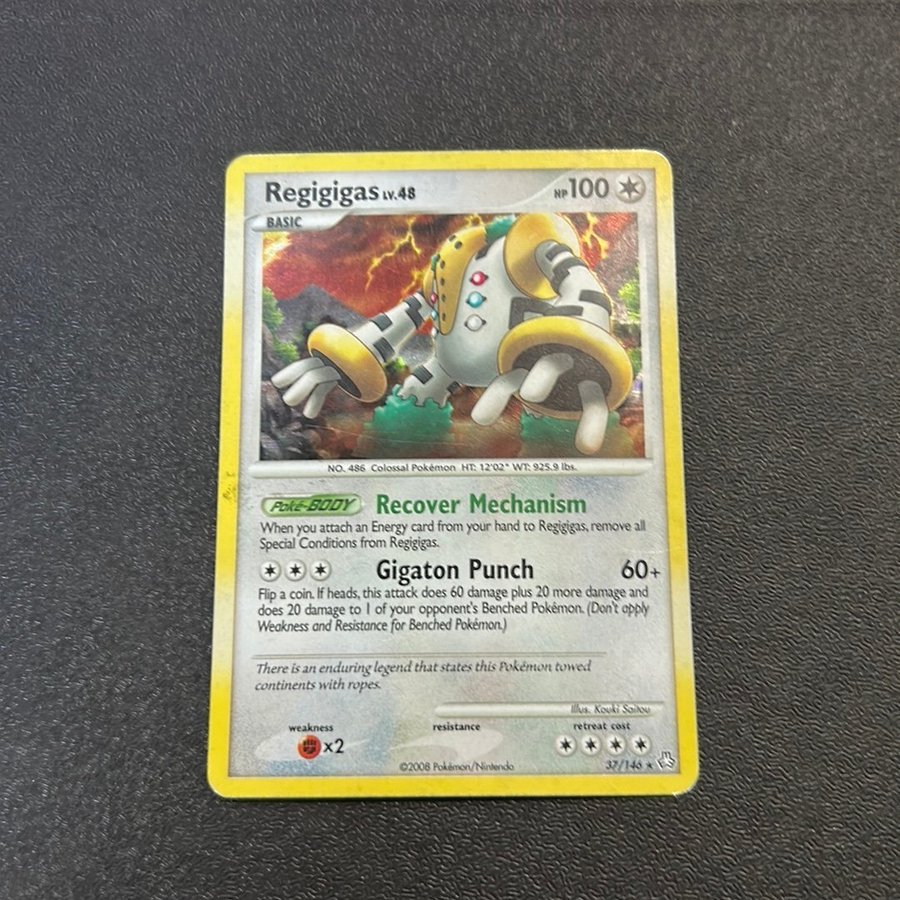 Regigigas LV.48 HP 100
BASIC
NO. 486 Colossal Pokémon HT: 12'02" WT: 925.9 lbs.
Poké-BODY Recover Mechanism
When you attach an Energy card from your hand to Regigigas, remove all
Special Conditions from Regigigas.
Gigaton Punch 60+
Flip a coin. If heads, this attack does 60 damage plus 20 more damage and
does 20 damage to 1 of your opponent's Benched Pokémon. (Don't apply
Weakness and Resistance for Benched Pokémon.)
There is an enduring legend that states this Pokémon towed
continents with ropes.
Illus. Kouki Saitou
weakness resistance retreat cost
×2
©2008 Pokémon/Nintendo 37/146 ★